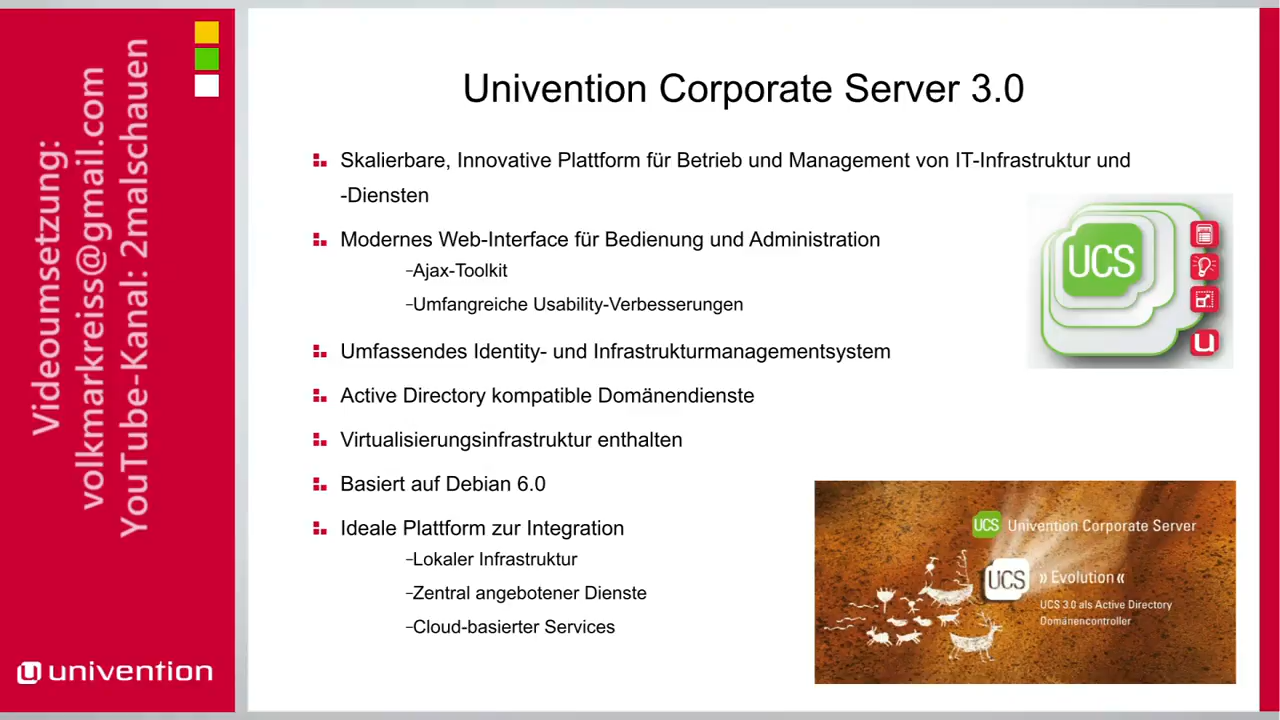 Videoumsetzung:
volkmarkreiss@gmail.com
YouTube-Kanal: 2malschauen
univention
Univention Corporate Server 3.0
Skalierbare, Innovative Plattform für Betrieb und Management von IT-Infrastruktur und
-Diensten
Modernes Web-Interface für Bedienung und Administration
–Ajax-Toolkit
–Umfangreiche Usability-Verbesserungen
Umfassendes Identity- und Infrastrukturmanagementsystem
Active Directory kompatible Domänendienste
Virtualisierungsinfrastruktur enthalten
Basiert auf Debian 6.0
Ideale Plattform zur Integration
–Lokaler Infrastruktur
–Zentral angebotener Dienste
–Cloud-basierter Services
UCS
UCS Univention Corporate Server
UCS »Evolution«
UCS 3.0 als Active Directory
Domänencontroller